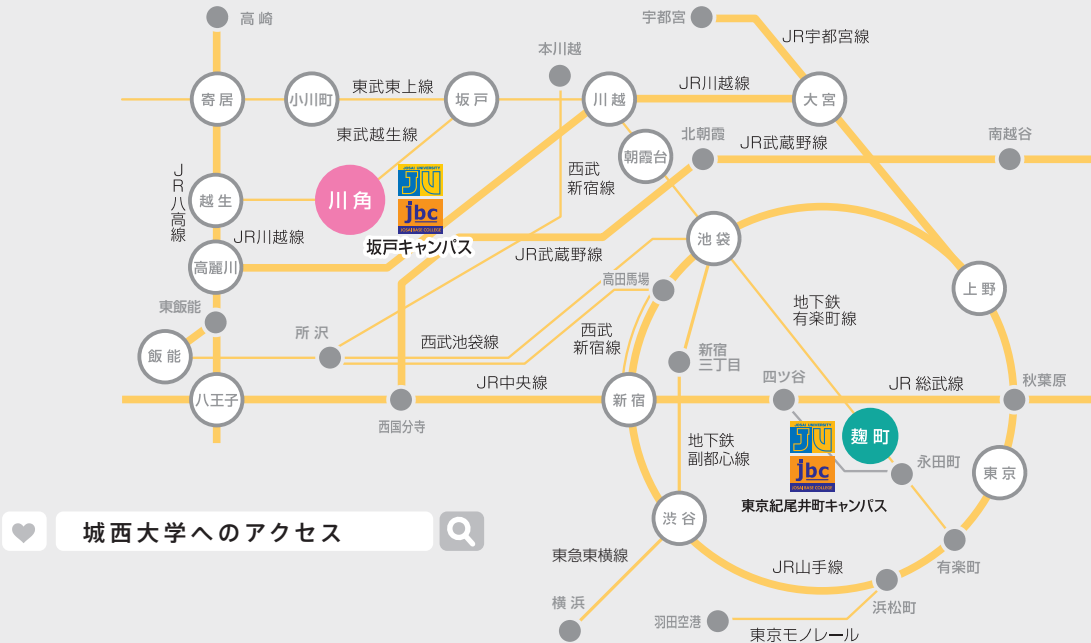 高崎
宇都宮
JR宇都宮線
本川越
寄居
小川町
東武東上線
坂戸
川越
JR川越線
大宮
東武越生線
朝霞台
北朝霞
JR武蔵野線
南越谷
JR八高線
越生
川角
JOSAI UNIVERSITY
JU
jbc
JOSAI BASE COLLEGE
坂戸キャンパス
西武
新宿線
JR川越線
高麗川
JR武蔵野線
池袋
上野
高田馬場
東飯能
飯能
所沢
西武池袋線
西武
新宿線
地下鉄
有楽町線
新宿
三丁目
四ツ谷
JR総武線
秋葉原
JR中央線
八王子
西国分寺
新宿
麹町
JOSAI UNIVERSITY
JU
jbc
JOSAI BASE COLLEGE
東京紀尾井町キャンパス
地下鉄
副都心線
永田町
東京
城西大学へのアクセス
渋谷
東急東横線
JR山手線
有楽町
浜松町
横浜
羽田空港
東京モノレール